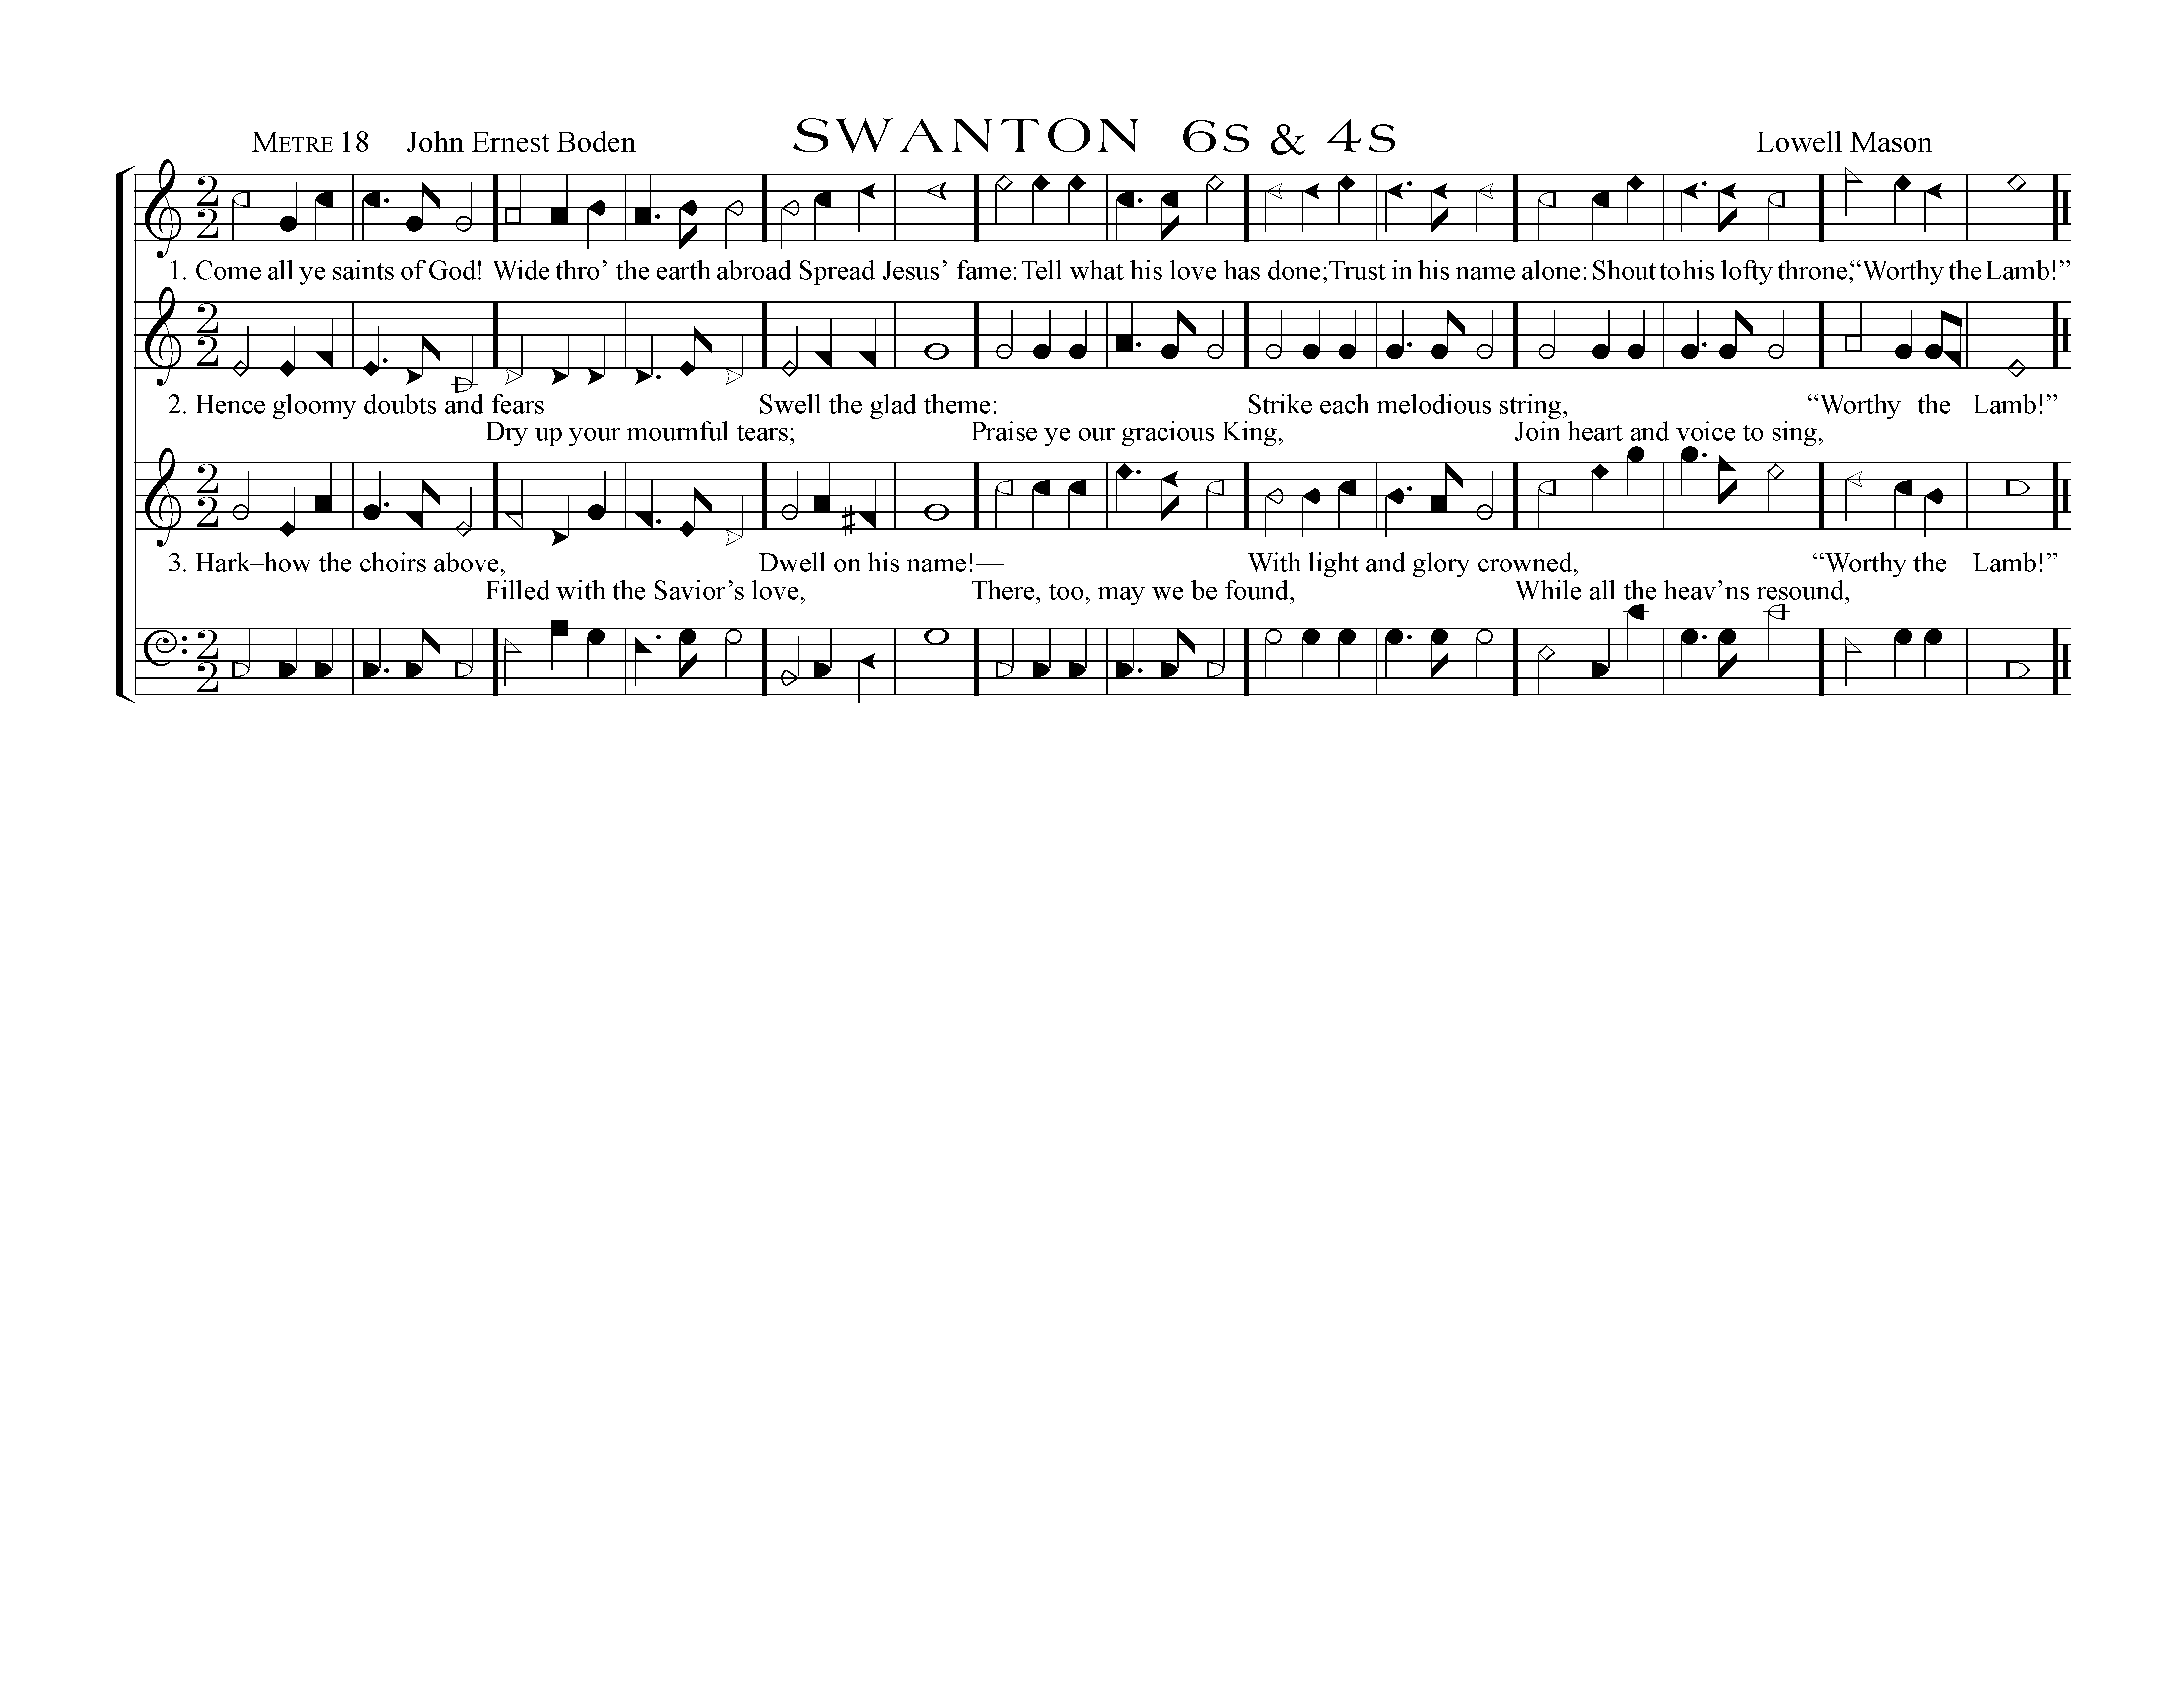 METRE 18 John Ernest Boden SWANTON 6s & 4s Lowell Mason
1. Come all ye saints of God! Wide thro’ the earth abroad Spread Jesus’ fame: Tell what his love has done; Trust in his name alone: Shout to his lofty throne; “Worthy the Lamb!”
2. Hence gloomy doubts and fears Swell the glad theme: Strike each melodious string, “Worthy the Lamb!”
Dry up your mournful tears; Praise ye our gracious King, Join heart and voice to sing,
3. Hark–how the choirs above, Dwell on his name!— With light and glory crowned, “Worthy the Lamb!”
Filled with the Savior’s love, There, too, may we be found, While all the heav’ns resound,